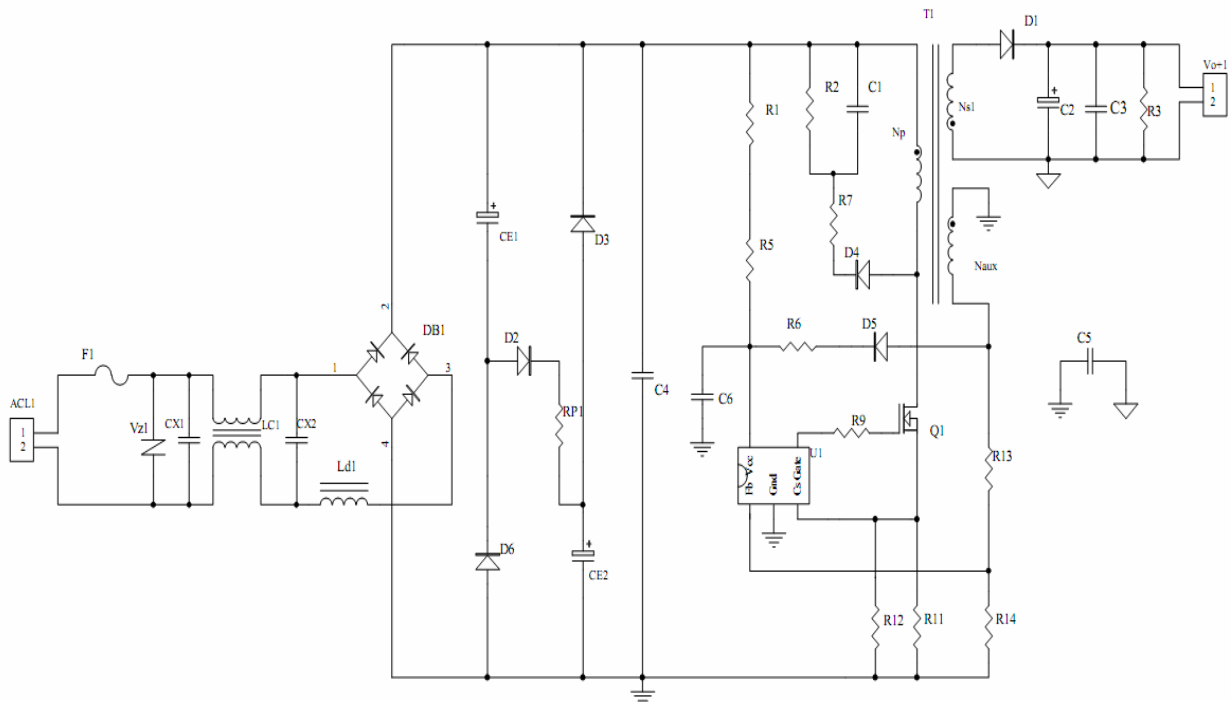 T1
D1
Vo+1
1
2
R2
C1
R1
Np
Ns1
C2
C3
R3
+
R7
+
CE1
D3
R5
D4
Naux
2
DB1
D2
R6
D5
C5
F1
1
3
C4
C6
ACL1
1
2
Vz1
CX1
LC1
CX2
RP1
R9
Q1
4
Ld1
U1
R13
Fb Vcc
Gnd
Cs Gate
D6
+
CE2
R12
R11
R14